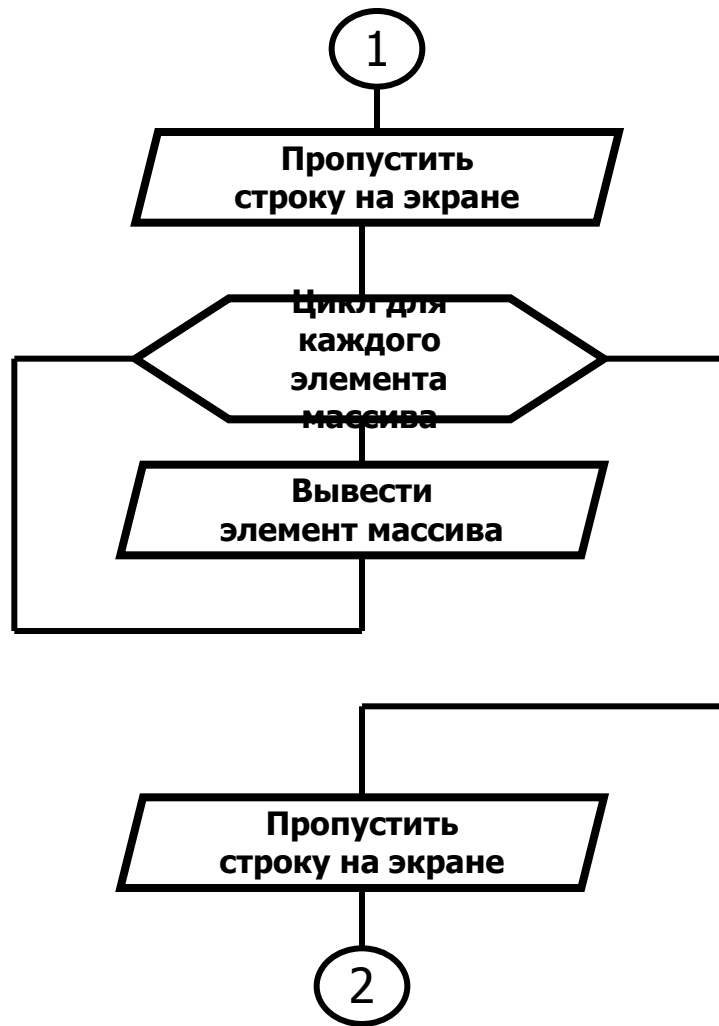 1
Пропустить
строку на экране
Цикл для
каждого
элемента
массива
Вывести
элемент массива
Пропустить
строку на экране
2